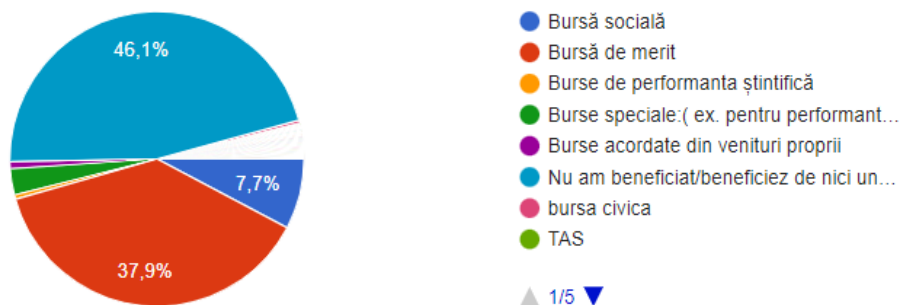 46,1%
7,7%
37,9%
Bursă socială
Bursă de merit
Burse de performanta știntifică
Burse speciale:( ex. pentru performant...
Burse acordate din venituri proprii
Nu am beneficiat/beneficiez de nici un...
bursa civica
TAS
1/5